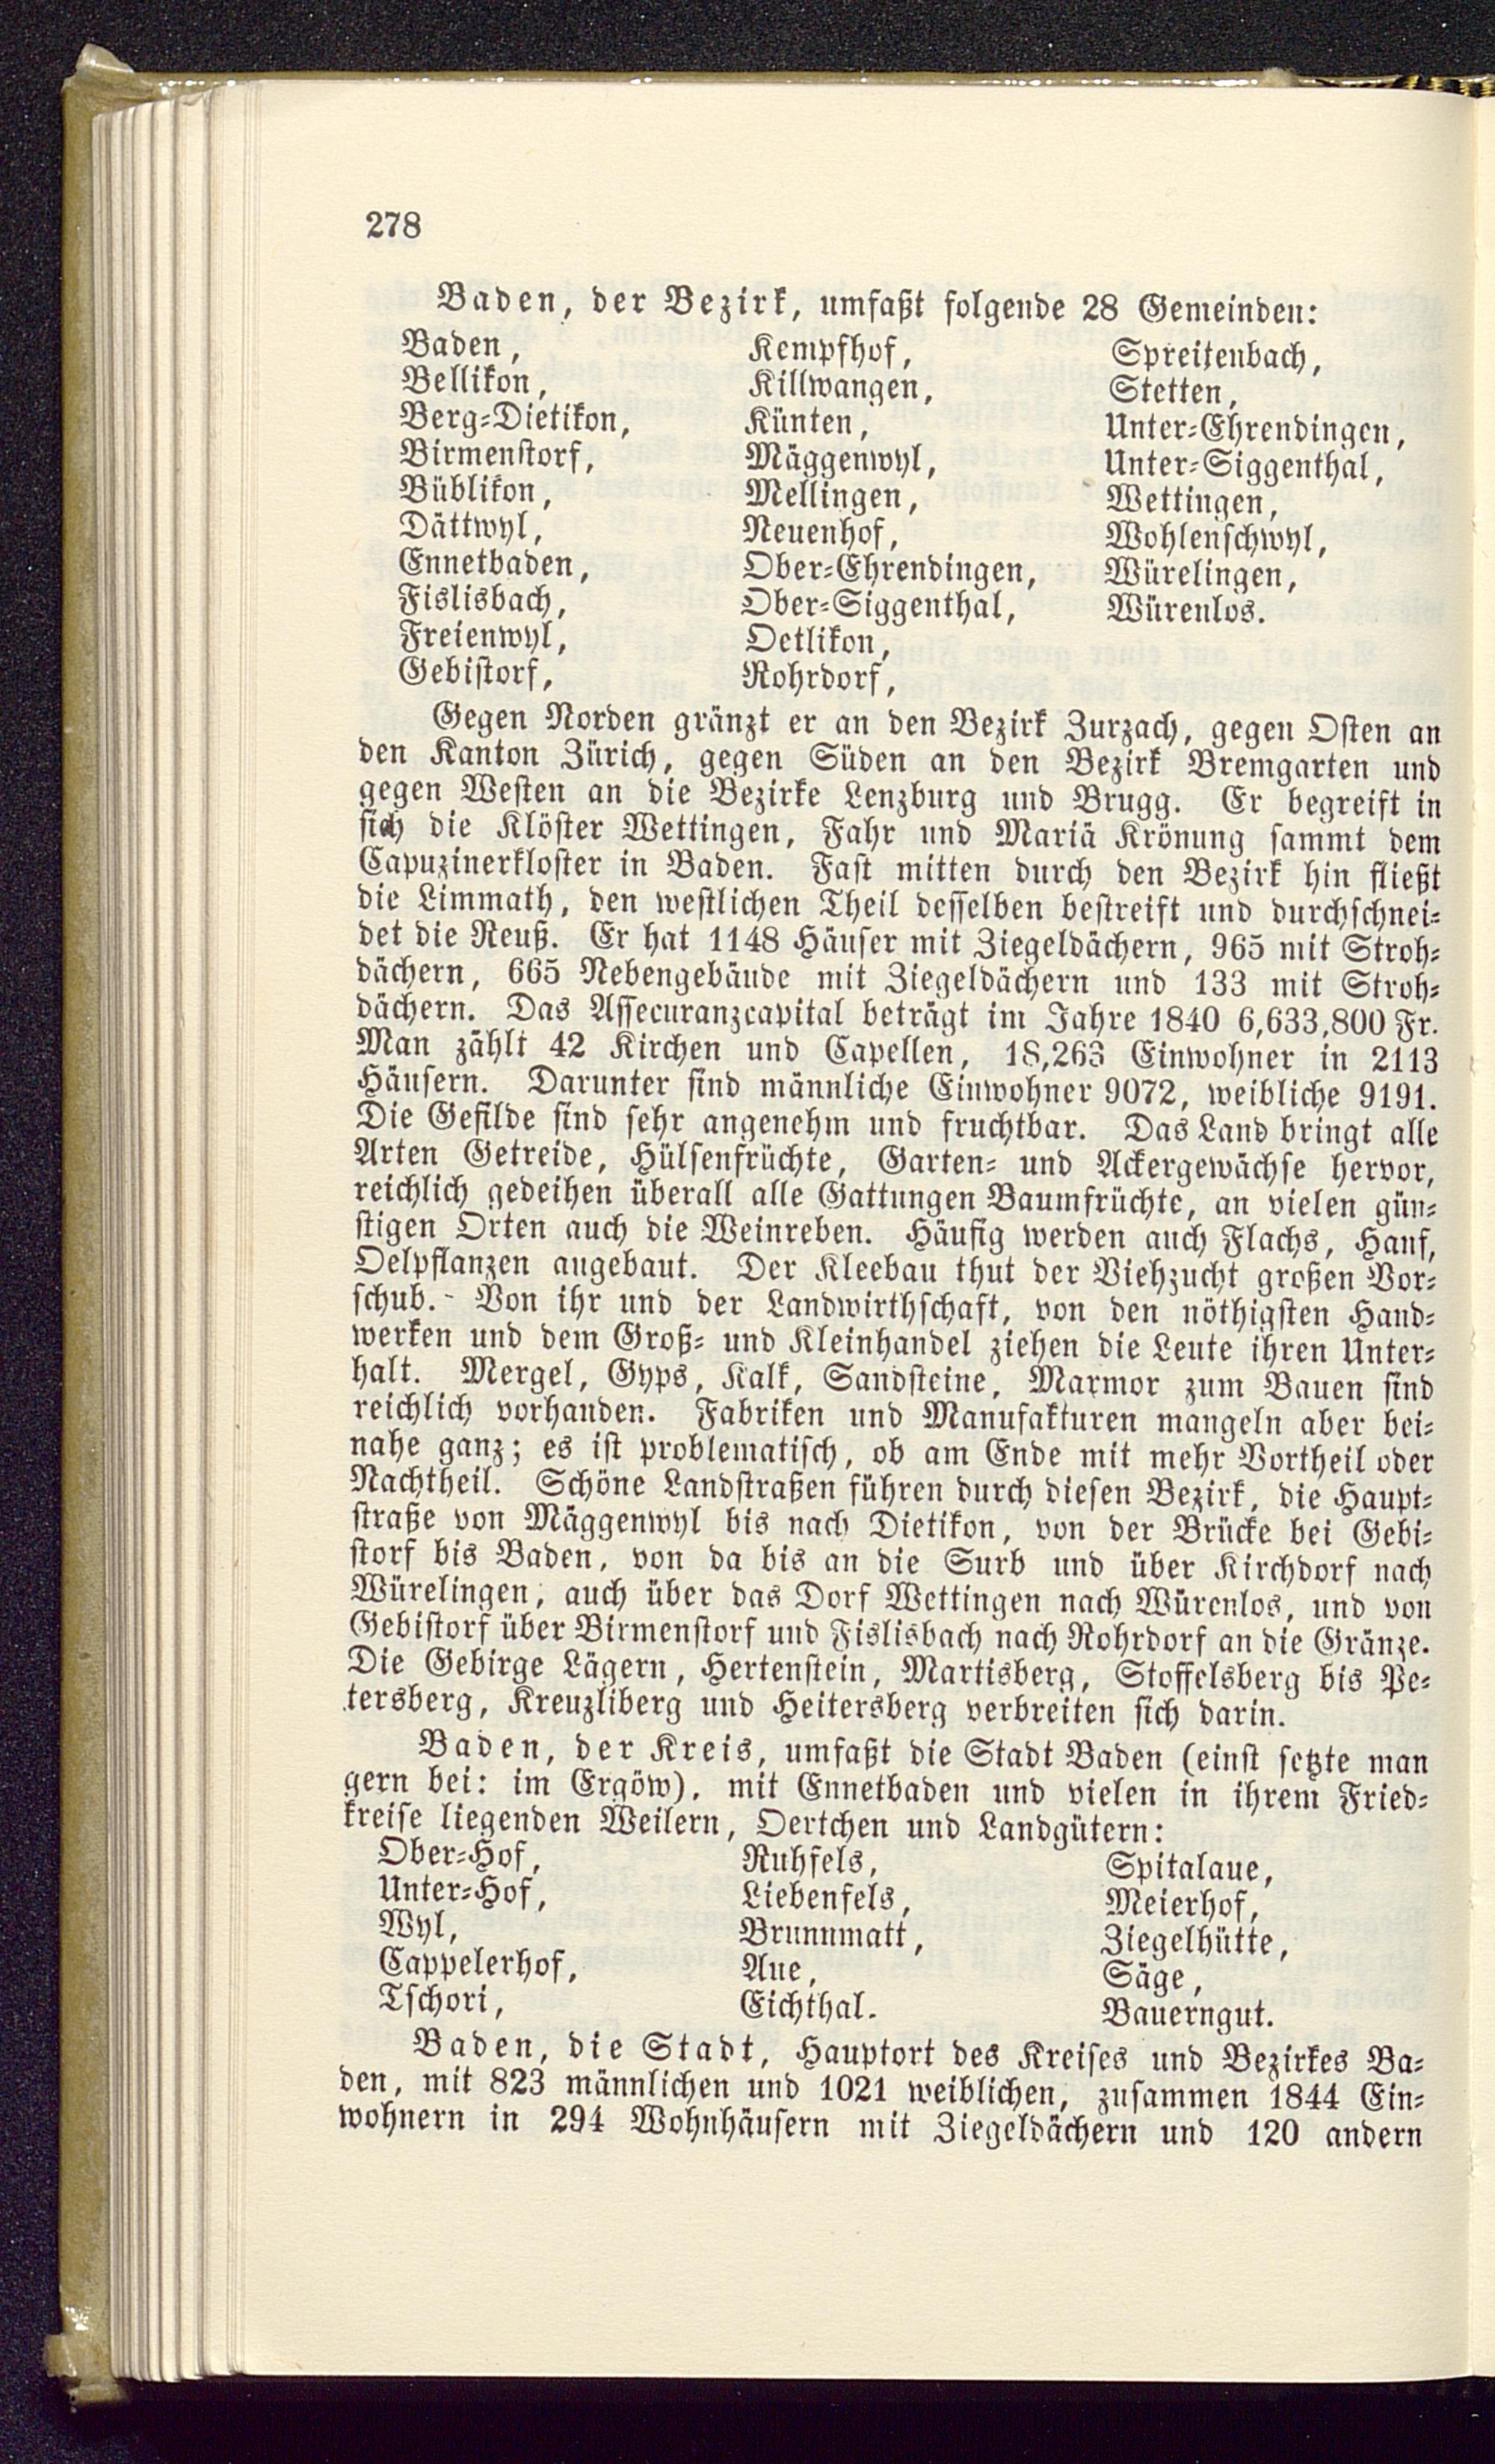 278
Baden, der Bezirk, umfaßt folgende 28 Gemeinden:
Baden,
Bellikon,
Berg-Dietikon,
Birmenstorf,
Büblikon,
Dättwyl,
Ennetbaden,
Fislisbach,
Freienwyl,
Gebistorf,
Kempfhof,
Killwangen,
Künten,
Mäggenwyl,
Mellingen,
Neuenhof,
Ober-Ehrendingen,
Ober-Siggenthal,
Oetlikon,
Rohrdorf,
Spreitenbach,
Stetten,
Unter-Ehrendingen,
Unter-Siggenthal,
Wettingen,
Wohlenschwyl,
Würelingen,
Würenlos.
Gegen Norden gränzt er an den Bezirk Zurzach, gegen Osten an
den Kanton Zürich, gegen Süden an den Bezirk Bremgarten und
gegen Westen an die Bezirke Lenzburg und Brugg. Er begreift in
sich die Klöster Wettingen, Fahr und Mariä Krönung sammt dem
Capuzinerkloster in Baden. Fast mitten durch den Bezirk hin fließt
die Limmath, den westlichen Theil desselben bestreift und durchschnei-
det die Reuß. Er hat 1148 Häuser mit Ziegeldächern, 965 mit Stroh-
dächern, 665 Nebengebäude mit Ziegeldächern und 133 mit Stroh-
dächern. Das Assecuranzcapital beträgt im Jahre 1840 6,633,800 Fr.
Man zählt 42 Kirchen und Capellen, 18,263 Einwohner in 2113
Häusern. Darunter sind männliche Einwohner 9072, weibliche 9191.
Die Gefilde sind sehr angenehm und fruchtbar. Das Land bringt alle
Arten Getreide, Hülsenfrüchte, Garten- und Ackergewächse hervor,
reichlich gedeihen überall alle Gattungen Baumfrüchte, an vielen gün-
stigen Orten auch die Weinreben. Häufig werden auch Flachs, Hanf,
Oelpflanzen angebaut. Der Kleebau thut der Viehzucht großen Vor-
schub. Von ihr und der Landwirthschaft, von den nöthigsten Hand-
werken und dem Groß- und Kleinhandel ziehen die Leute ihren Unter-
halt. Mergel, Gyps, Kalk, Sandsteine, Marmor zum Bauen sind
reichlich vorhanden. Fabriken und Manufakturen mangeln aber bei-
nahe ganz; es ist problematisch, ob am Ende mit mehr Vortheil oder
Nachtheil. Schöne Landstraßen führen durch diesen Bezirk, die Haupt-
straße von Mäggenwyl bis nach Dietikon, von der Brücke bei Gebi-
storf bis Baden, von da bis an die Surb und über Kirchdorf nach
Würelingen, auch über das Dorf Wettingen nach Würenlos, und von
Gebistorf über Birmenstorf und Fislisbach nach Rohrdorf an die Gränze.
Die Gebirge Lägern, Hertenstein, Martisberg, Stoffelsberg bis Pe-
tersberg, Kreuzliberg und Heitersberg verbreiten sich darin.
Baden, der Kreis, umfaßt die Stadt Baden (einst setzte man
gern bei: im Ergöw), mit Ennetbaden und vielen in ihrem Fried-
kreise liegenden Weilern, Oertchen und Landgütern:
Ober-Hof,
Unter-Hof,
Wyl,
Cappelerhof,
Tschori,
Ruhfels,
Liebenfels,
Brunnmatt,
Aue,
Eichthal.
Spitalaue,
Meierhof,
Ziegelhütte,
Säge,
Bauerngut.
Baden, die Stadt, Hauptort des Kreises und Bezirkes Ba-
den, mit 823 männlichen und 1021 weiblichen, zusammen 1844 Ein-
wohnern in 294 Wohnhäusern mit Ziegeldächern und 120 andern